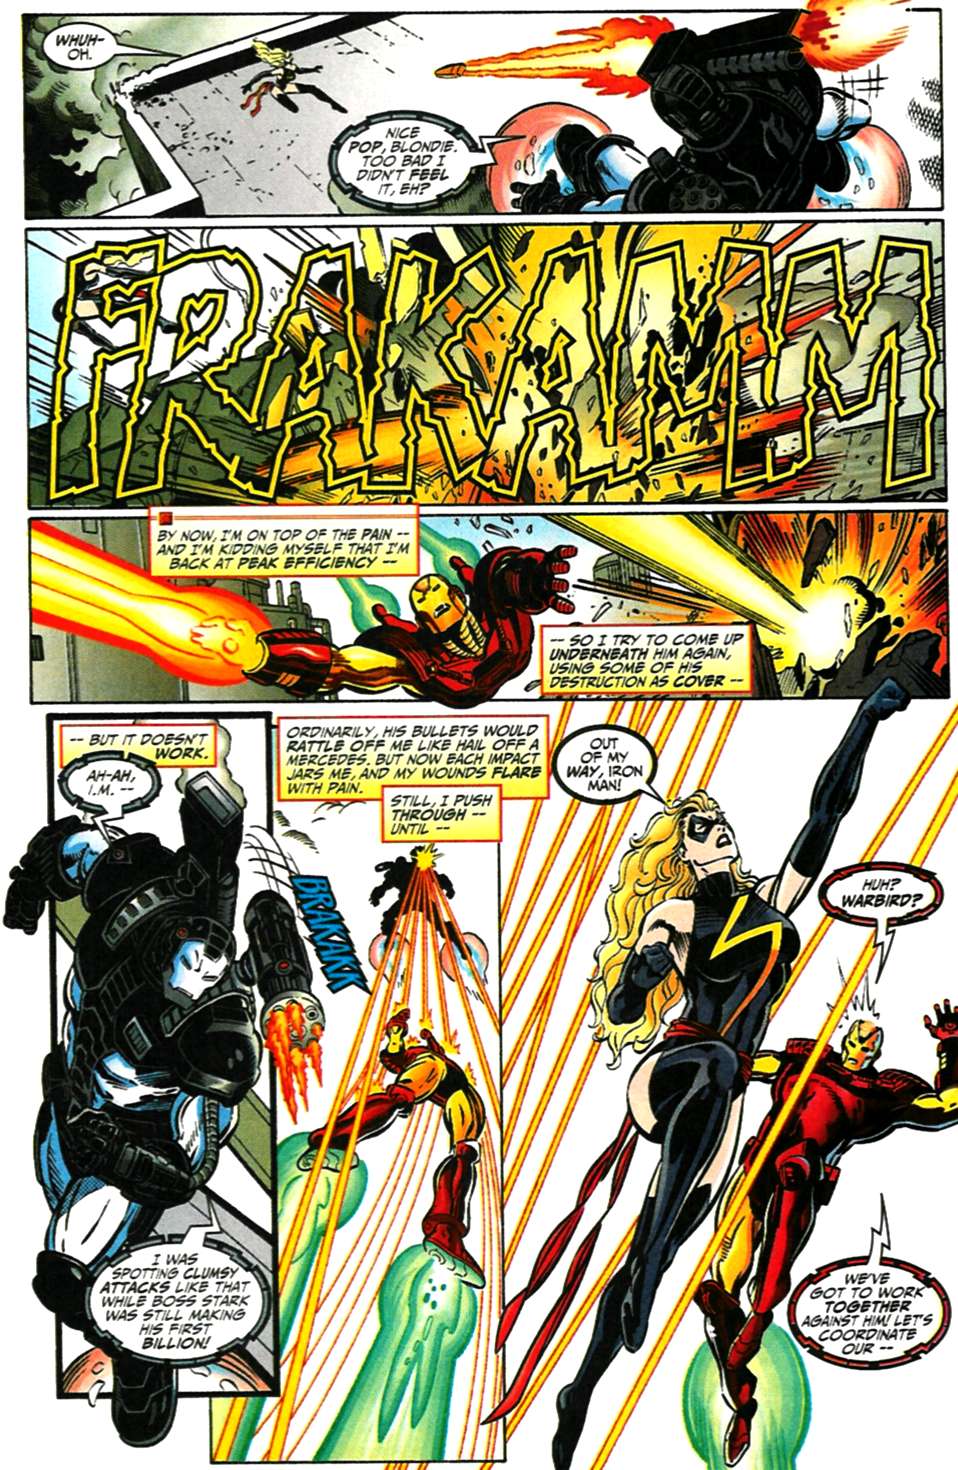 WHUH-
OH.
NICE
POP, BLONDIE.
TOO BAD I
DIDN'T FEEL
IT, EH?
FRAKAMM
BY NOW, I'M ON TOP OF THE PAIN --
AND I'M KIDDING MYSELF THAT I'M
BACK AT PEAK EFFICIENCY --
-- SO I TRY TO COME UP
UNDERNEATH HIM AGAIN,
USING SOME OF HIS
DESTRUCTION AS COVER --
-- BUT IT DOESN'T
WORK.
AH-AH,
I.M. --
I WAS
SPOTTING CLUMSY
ATTACKS LIKE THAT
WHILE BOSS STARK
WAS STILL MAKING
HIS FIRST
BILLION!
ORDINARILY, HIS BULLETS WOULD
RATTLE OFF ME LIKE HAIL OFF A
MERCEDES. BUT NOW EACH IMPACT
JARS ME, AND MY WOUNDS FLARE
WITH PAIN.
STILL, I PUSH
THROUGH --
UNTIL --
BRAKAKK
OUT
OF MY
WAY, IRON
MAN!
HUH?
WARBIRD?
WE'VE
GOT TO WORK
TOGETHER
AGAINST HIM! LET'S
COORDINATE
OUR --